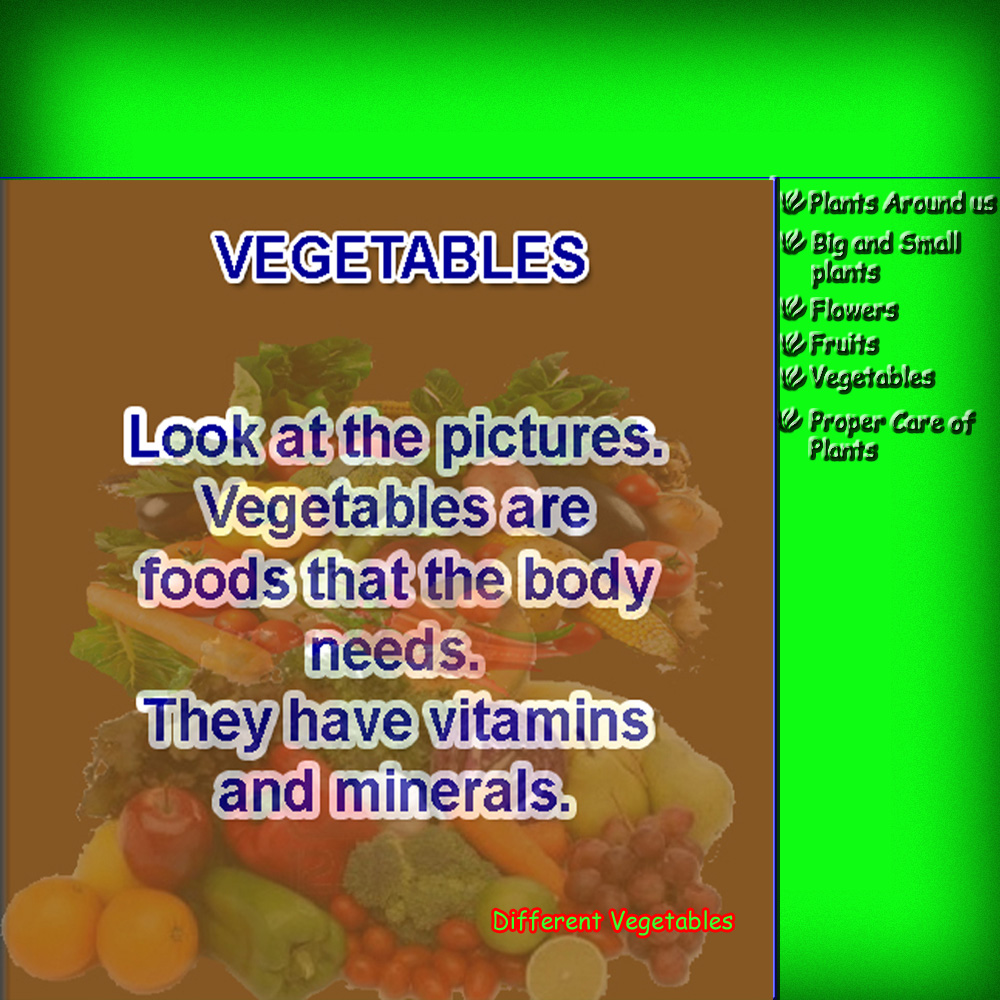 VEGETABLES
Look at the pictures.
Vegetables are
foods that the body
needs.
They have vitamins
and minerals.
Different Vegetables
Plants Around us
Big and Small
plants
Flowers
Fruits
Vegetables
Proper Care of
Plants